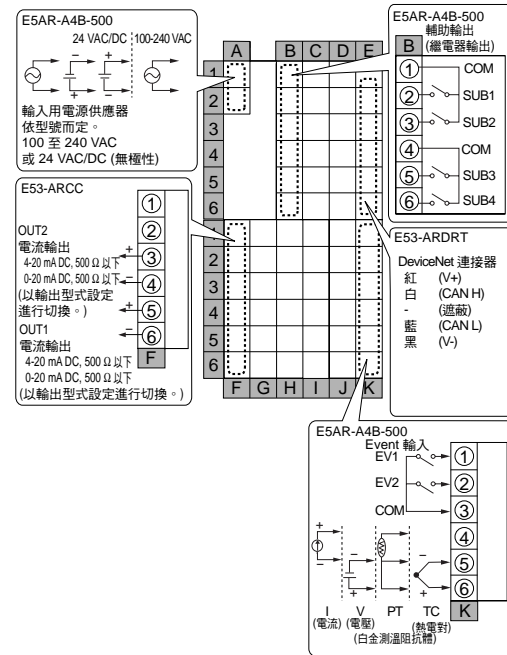 E5AR-A4B-500
24 VAC/DC
100-240 VAC
− +
+ −
輸入用電源供應器
依型號而定。
100 至 240 VAC
或 24 VAC/DC (無極性)
A B C D E
1
2
3
4
5
6
1
2
3
4
5
6
F G H I J K
E5AR-A4B-500
輔助輸出
(繼電器輸出)
B
① COM
② SUB1
③ SUB2
④ COM
⑤ SUB3
⑥ SUB4
E53-ARCC
①
②
③
④
⑤
⑥
F
OUT2
電流輸出
+
4-20 mA DC, 500 Ω 以下
0-20 mA DC, 500 Ω 以下
−
(以輸出型式設定
進行切換。)
+
OUT1
−
電流輸出
4-20 mA DC, 500 Ω 以下
0-20 mA DC, 500 Ω 以下
(以輸出型式設定進行切換。)
E53-ARDRT
DeviceNet 連接器
紅 (V+)
白 (CAN H)
- (遮蔽)
藍 (CAN L)
黑 (V-)
E5AR-A4B-500
Event 輸入
EV1 ①
EV2 ②
COM ③
④
⑤
⑥
K
+
−
−
+
−
+
I V PT TC
(電流) (電壓) (熱電對)
(白金測溫阻抗體)